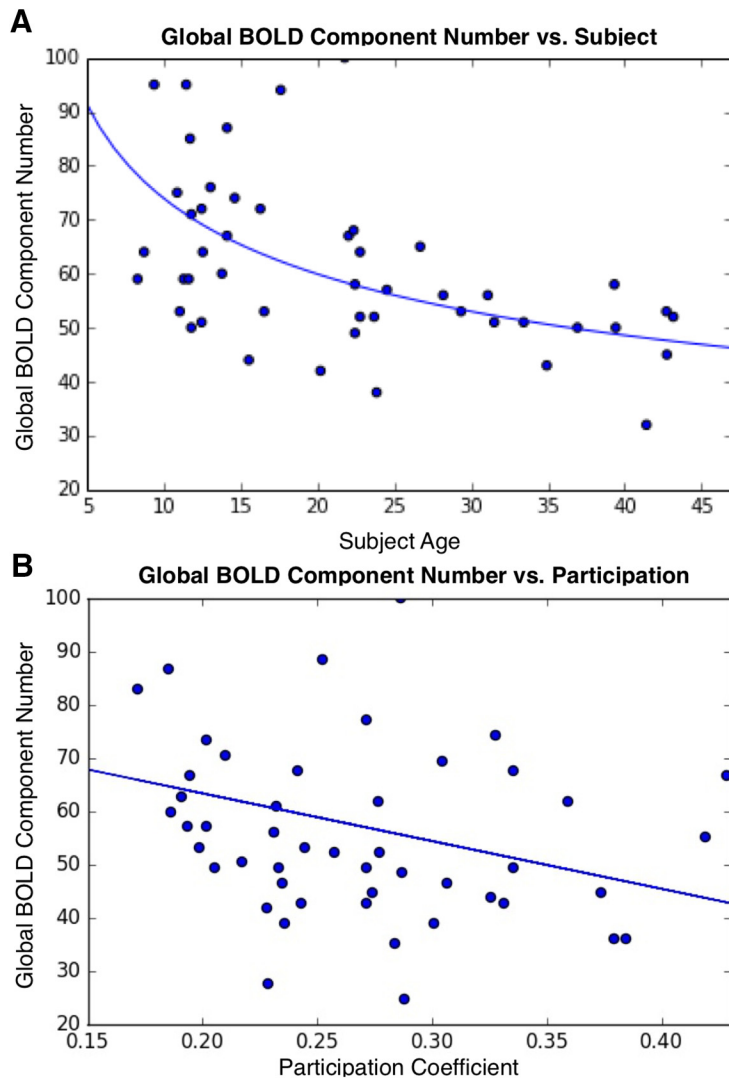 A
Global BOLD Component Number vs. Subject
Global BOLD Component Number
100
90
80
70
60
50
40
30
20
5 10 15 20 25 30 35 40 45
Subject Age
B
Global BOLD Component Number vs. Participation
Global BOLD Component Number
100
90
80
70
60
50
40
30
20
0.15 0.20 0.25 0.30 0.35 0.40
Participation Coefficient